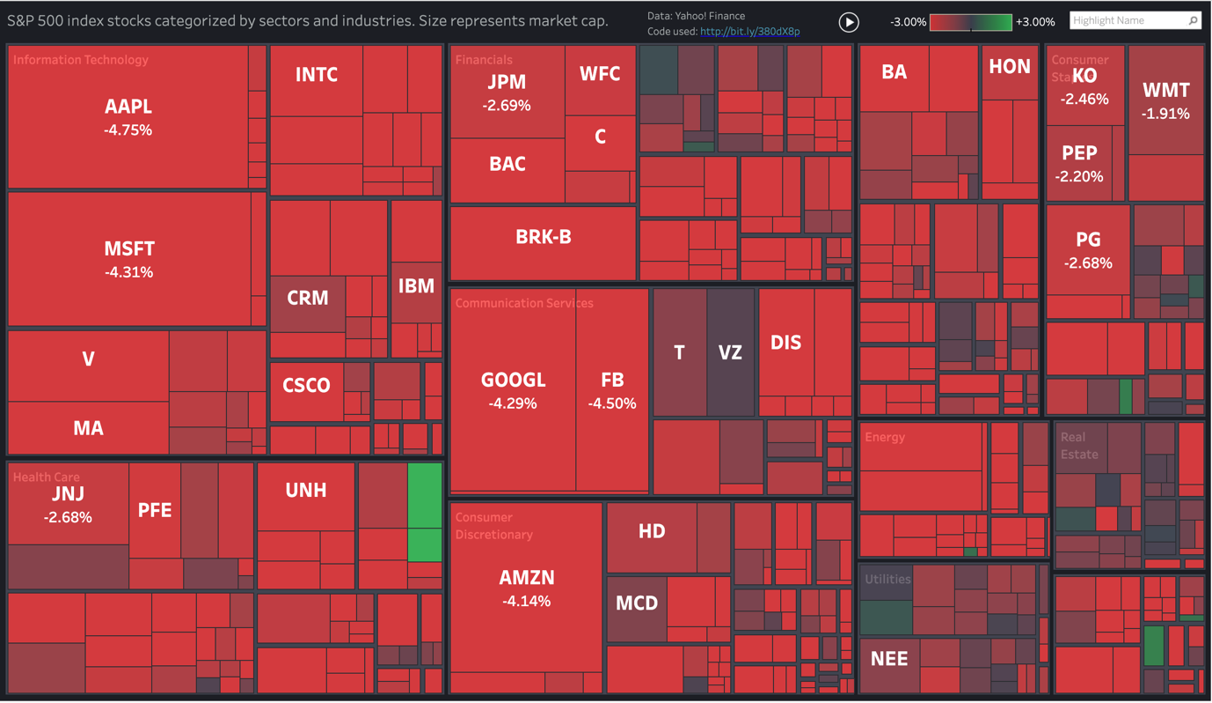 S&P 500 index stocks categorized by sectors and industries. Size represents market cap.
Data: Yahoo! Finance
Code used: http://bit.ly/380dX8p
-3.00%
+3.00%
Highlight Name
Information Technology
AAPL
-4.75%
INTC
MSFT
-4.31%
CRM
IBM
V
MA
CSCO
Health Care
JNJ
-2.68%
PFE
UNH
Financials
JPM
-2.69%
WFC
C
BAC
BRK-B
Communication Services
GOOGL
-4.29%
FB
-4.50%
T
VZ
DIS
Consumer
Discretionary
AMZN
-4.14%
HD
MCD
BA
HON
Consumer
KO
-2.46%
WMT
-1.91%
PEP
-2.20%
PG
-2.68%
Energy
Real
Estate
Utilities
NEE